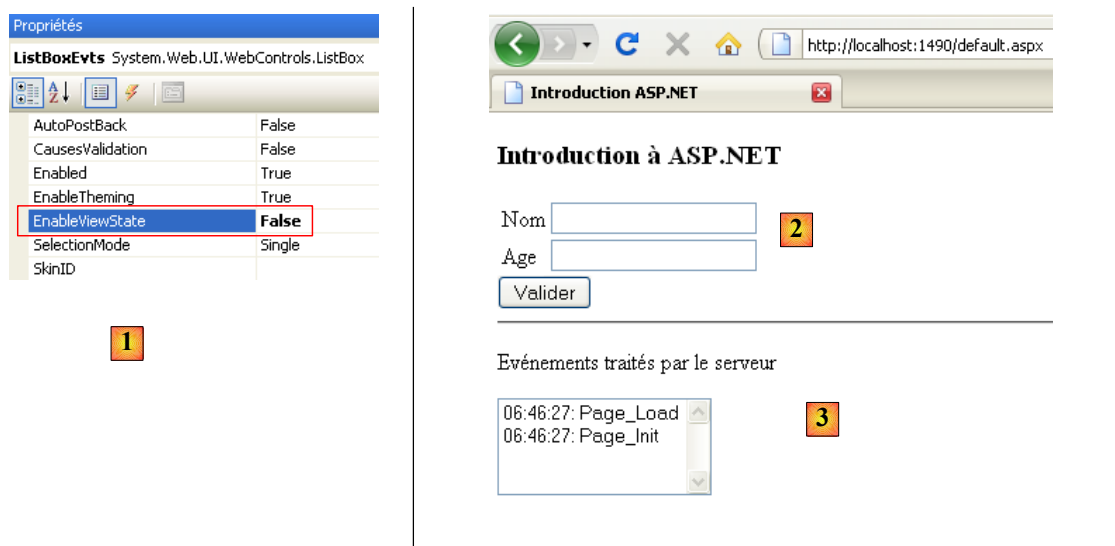 Propriétés
ListBoxEvts System.Web.UI.WebControls.ListBox
AutoPostBack False
CausesValidation False
Enabled True
EnableTheming True
EnableViewState False
SelectionMode Single
SkinID
1
http://localhost:1490/default.aspx
Introduction ASP.NET
Introduction à ASP.NET
Nom
2
Age
Valider
Evénements traités par le serveur
06:46:27: Page_Load
06:46:27: Page_Init
3